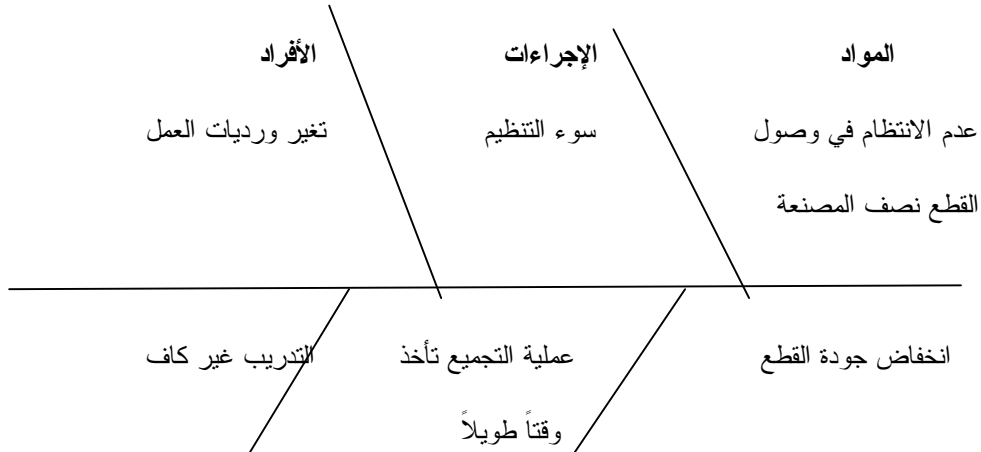 المواد
الإجراءات
الأفراد
عدم الانتظام في وصول
القطع نصف المصنعة
سوء التنظيم
تغير ورديات العمل
انخفاض جودة القطع
عملية التجميع تأخذ
وقتاً طويلاً
التدريب غير كاف